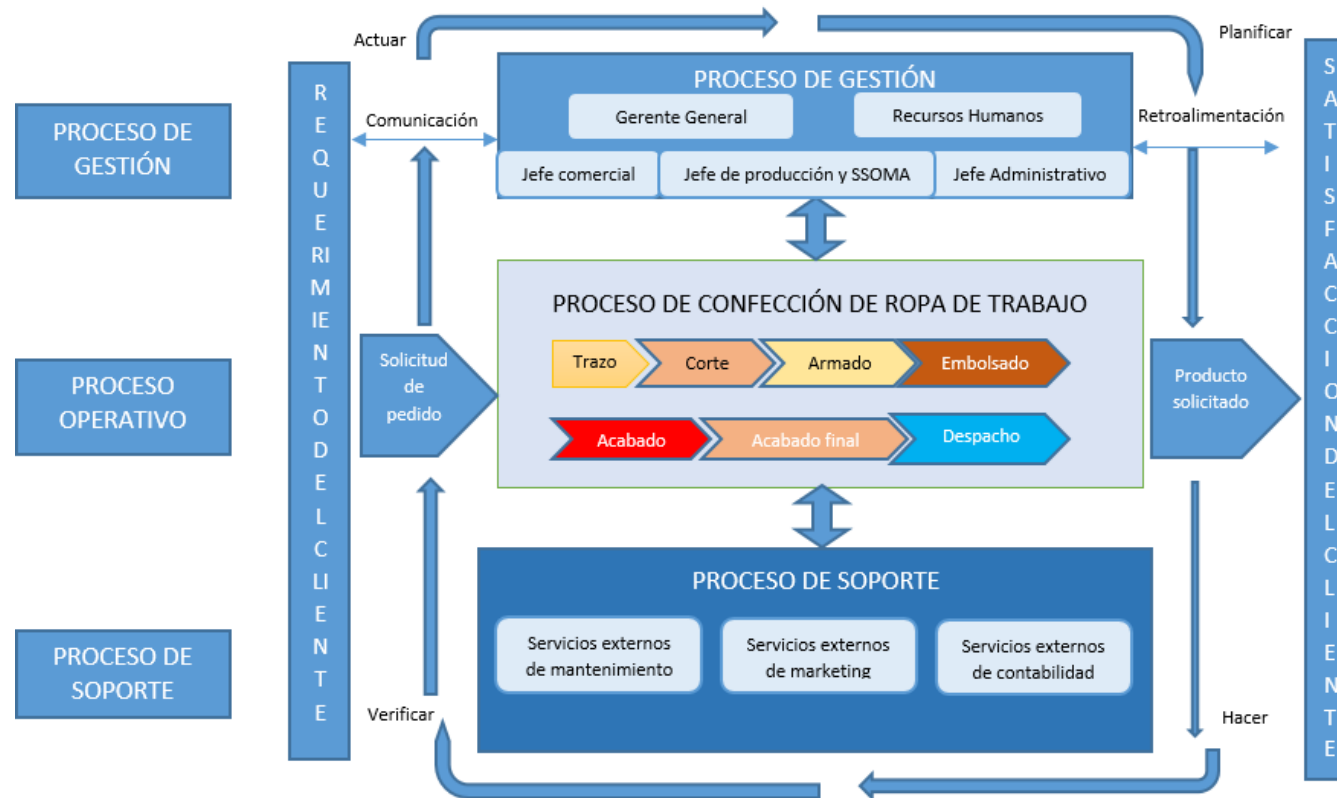 Actuar
Planificar
PROCESO DE
GESTIÓN
PROCESO
OPERATIVO
PROCESO DE
SOPORTE
R
E
Q
U
E
RI
M
IE
N
T
O
D
E
L
C
LI
E
N
T
E
Comunicación
Solicitud
de
pedido
Verificar
PROCESO DE GESTIÓN
Gerente General
Recursos Humanos
Jefe comercial
Jefe de producción y SSOMA
Jefe Administrativo
PROCESO DE CONFECCIÓN DE ROPA DE TRABAJO
Trazo
Corte
Armado
Embolsado
Acabado
Acabado final
Despacho
PROCESO DE SOPORTE
Servicios externos
de mantenimiento
Servicios externos
de marketing
Servicios externos
de contabilidad
Retroalimentación
Producto
solicitado
Hacer
S
A
T
I
S
F
A
C
C
I
O
N
D
E
L
C
L
I
E
N
T
E